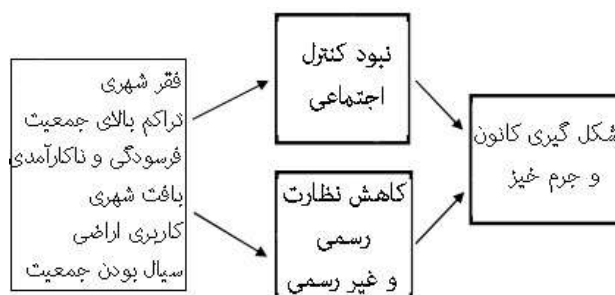 فقر شهری
تراکم بالای جمعیت
فرسودگی و ناکارآمدی
بافت شهری
کاربری اراضی
سیال بودن جمعیت
نبود کنترل
اجتماعی
کاهش نظارت
رسمی
و غیر رسمی
شکل گیری کانون
و جرم خیز